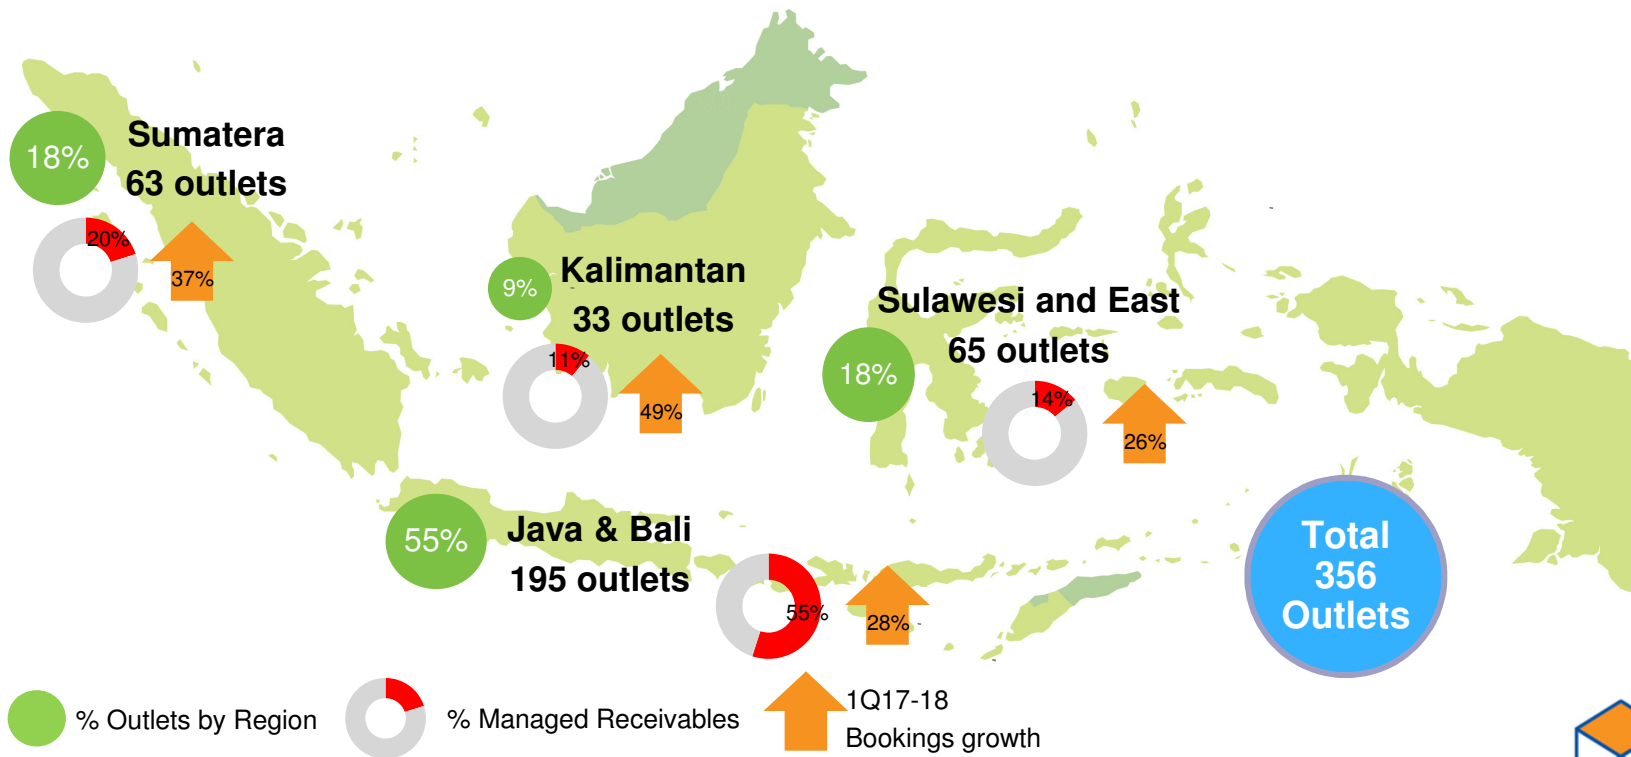 18%
Sumatera
63 outlets
20%
37%
9%
Kalimantan
33 outlets
11%
49%
Sulawesi and East
65 outlets
18%
14%
26%
55%
Java & Bali
195 outlets
55%
28%
Total
356
Outlets
% Outlets by Region
% Managed Receivables
1Q17-18
Bookings growth